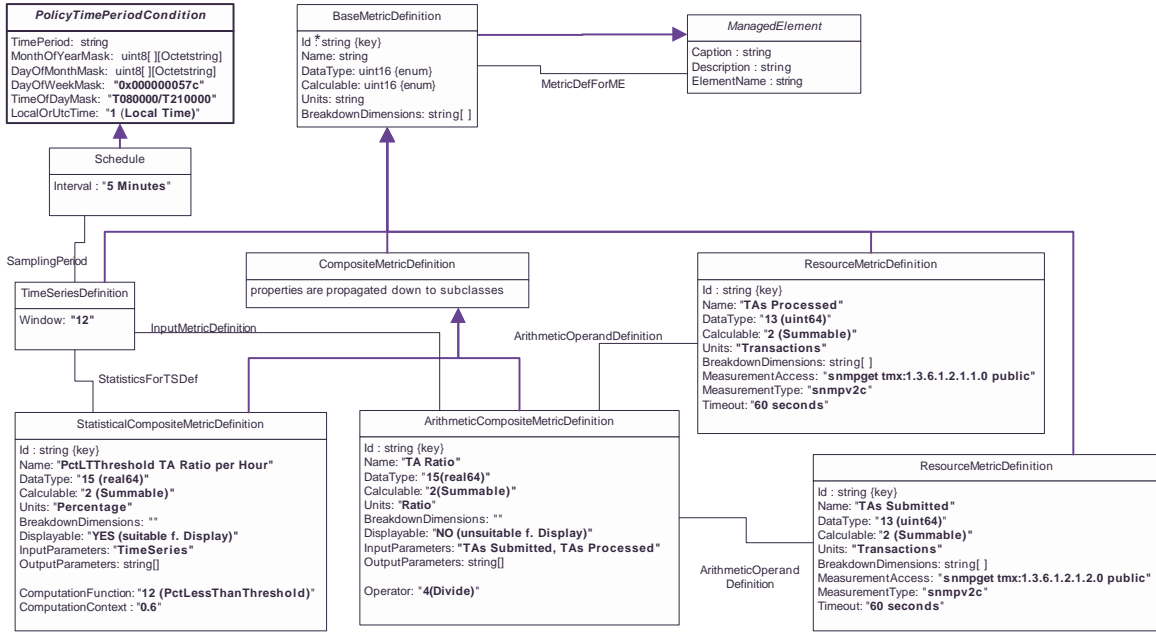 PolicyTimePeriodCondition
TimePeriod: string
MonthOfYearMask: uint8[ ][Octetstring]
DayOfMonthMask: uint8[ ][Octetstring]
DayOfWeekMask: "0x000000057c"
TimeOfDayMask: "T080000/T210000"
LocalOrUtcTime: "1 (Local Time)"
BaseMetricDefinition
Id : string {key}
Name: string
DataType: uint16 {enum}
Calculable: uint16 {enum}
Units: string
BreakdownDimensions: string[ ]
*
ManagedElement
Caption : string
Description : string
ElementName : string
MetricDefForME
Schedule
Interval : "5 Minutes"
SamplingPeriod
TimeSeriesDefinition
Window: "12"
CompositeMetricDefinition
properties are propagated down to subclasses
InputMetricDefinition
ArithmeticOperandDefinition
StatisticsForTSDef
ResourceMetricDefinition
Id : string {key}
Name: "TAs Processed"
DataType: "13 (uint64)"
Calculable: "2 (Summable)"
Units: "Transactions"
BreakdownDimensions: string[ ]
MeasurementAccess: "snmpget tmx:1.3.6.1.2.1.1.0 public"
MeasurementType: "snmpv2c"
Timeout: "60 seconds"
StatisticalCompositeMetricDefinition
Id : string {key}
Name: "PctLTThreshold TA Ratio per Hour"
DataType: "15 (real64)"
Calculable: "2 (Summable)"
Units: "Percentage"
BreakdownDimensions: ""
Displayable: "YES (suitable f. Display)"
InputParameters: "TimeSeries"
OutputParameters: string[]
ComputationFunction: "12 (PctLessThanThreshold)"
ComputationContext : "0.6"
ArithmeticCompositeMetricDefinition
Id : string {key}
Name: "TA Ratio"
DataType: "15(real64)"
Calculable: "2(Summable)"
Units: "Ratio"
BreakdownDimensions: ""
Displayable: "NO (unsuitable f. Display)"
InputParameters: "TAs Submitted, TAs Processed"
OutputParameters: string[]
Operator: "4(Divide)"
ArithmeticOperand
Definition
ResourceMetricDefinition
Id : string {key}
Name: "TAs Submitted"
DataType: "13 (uint64)"
Calculable: "2 (Summable)"
Units: "Transactions"
BreakdownDimensions: string[ ]
MeasurementAccess: "snmpget tmx:1.3.6.1.2.1.2.0 public"
MeasurementType: "snmpv2c"
Timeout: "60 seconds"